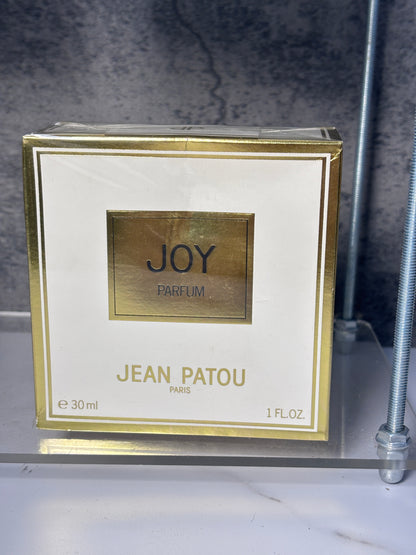 JOY
PARFUM
JEAN PATOU
PARIS
℮ 30 ml
1 FL.OZ.